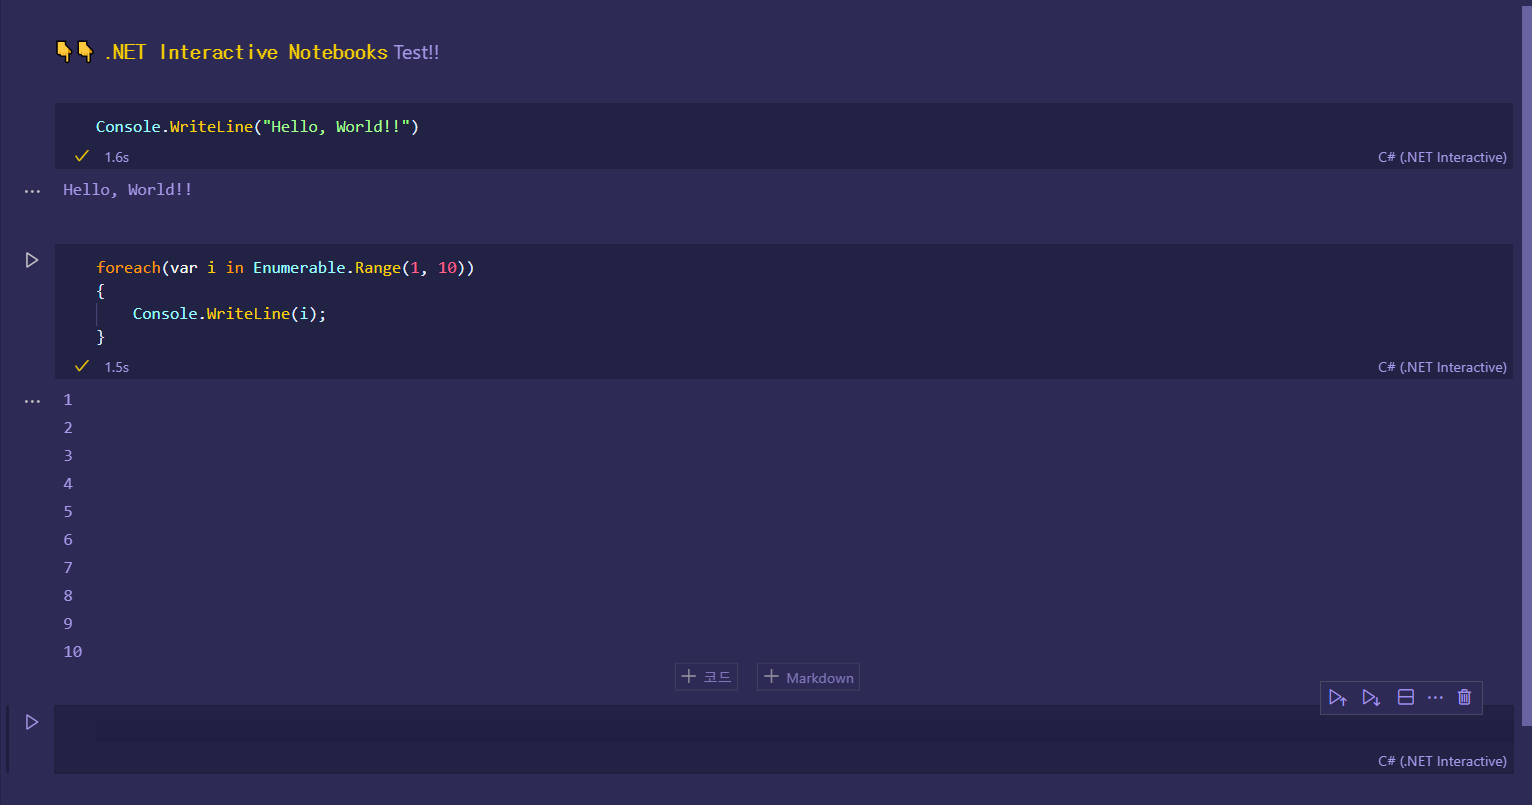 👇👇 .NET Interactive Notebooks Test!!
Console.WriteLine("Hello, World!!")
1.6s
C# (.NET Interactive)
Hello, World!!
foreach(var i in Enumerable.Range(1, 10))
{
    Console.WriteLine(i);
}
1.5s
C# (.NET Interactive)
1
2
3
4
5
6
7
8
9
10
+ 코드
+ Markdown
C# (.NET Interactive)